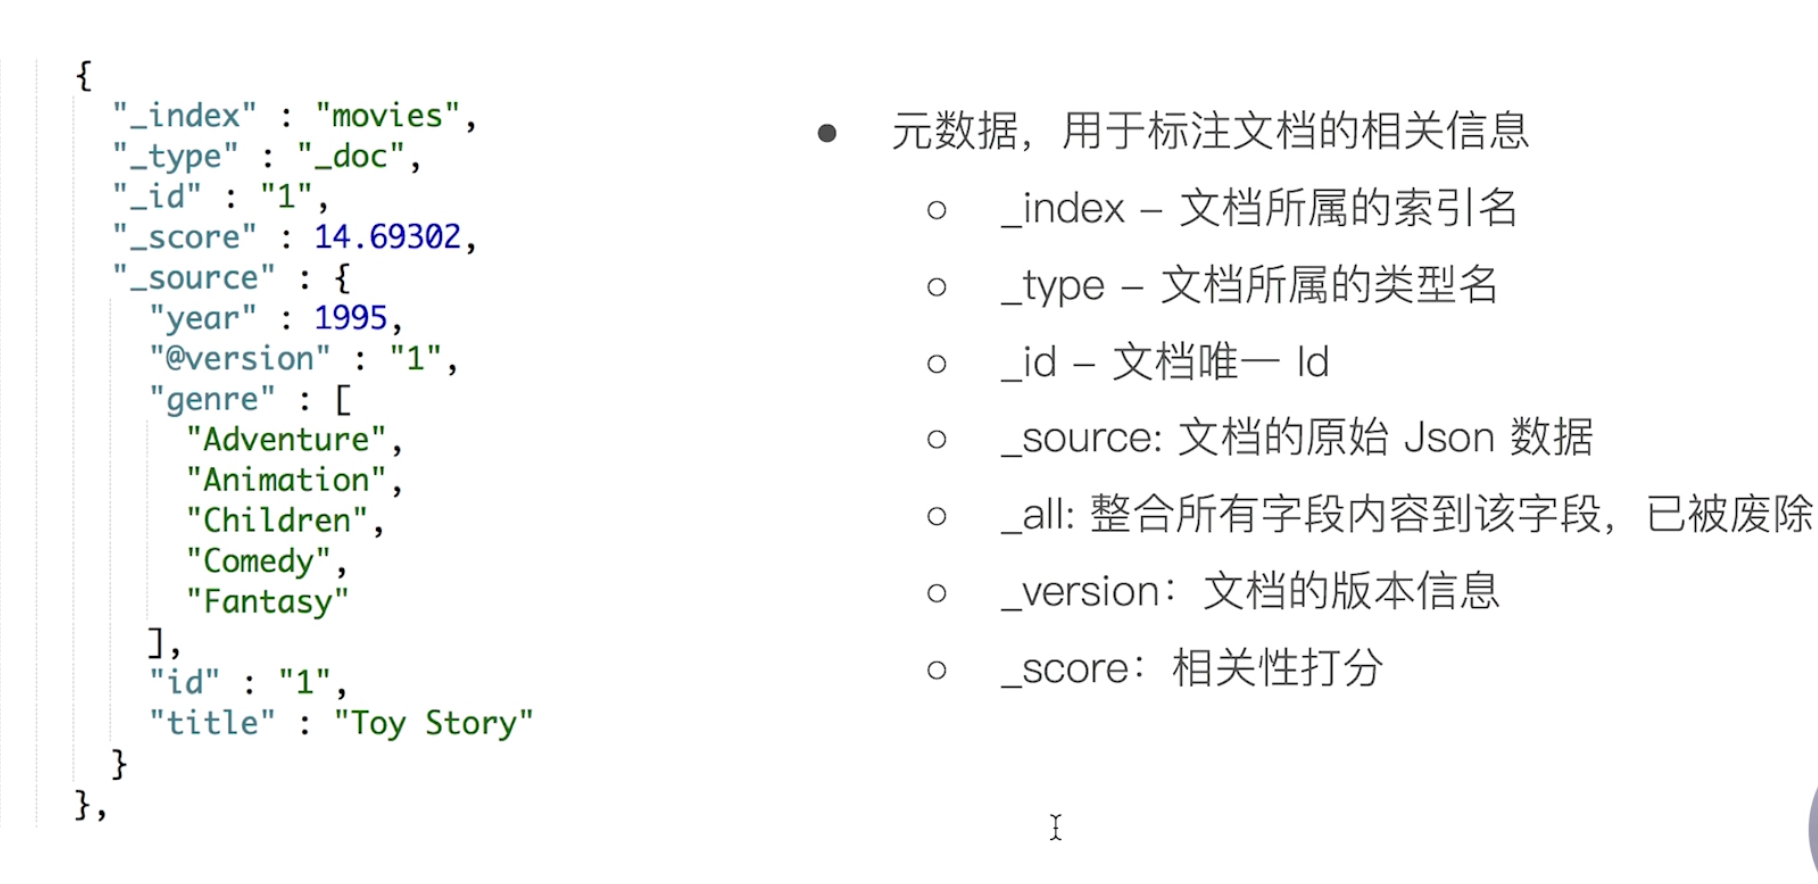 {
"_index" : "movies",
"_type" : "_doc",
"_id" : "1",
"_score" : 14.69302,
"_source" : {
"year" : 1995,
"@version" : "1",
"genre" : [
"Adventure",
"Animation",
"Children",
"Comedy",
"Fantasy"
],
"id" : "1",
"title" : "Toy Story"
}
},
● 元数据，用于标注文档的相关信息
○ _index – 文档所属的索引名
○ _type – 文档所属的类型名
○ _id – 文档唯一 Id
○ _source: 文档的原始 Json 数据
○ _all: 整合所有字段内容到该字段，已被废除
○ _version：文档的版本信息
○ _score：相关性打分